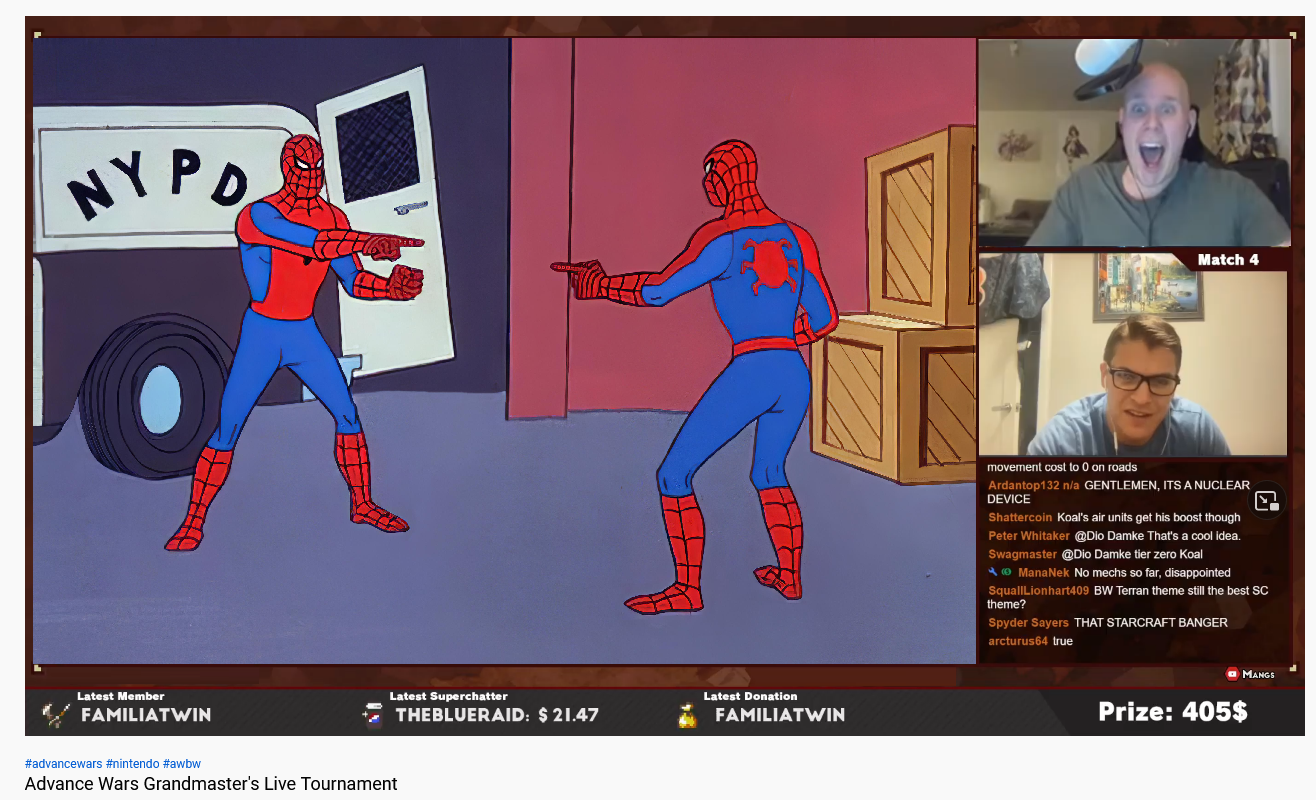 NYPD
Match 4
movement cost to 0 on roads
Ardantop132 n/a GENTLEMEN, ITS A NUCLEAR
DEVICE
Shattercoin Koal's air units get his boost though
Peter Whitaker @Dio Damke That's a cool idea.
Swagmaster @Dio Damke tier zero Koal
ManaNek No mechs so far, disappointed
SquallLionhart409 BW Terran theme still the best SC
theme?
Spyder Sayers THAT STARCRAFT BANGER
arcturus64 true
MANGS
Latest Member
FAMILIATWIN
Latest Superchatter
THEBLUERAID: $ 21.47
Latest Donation
FAMILIATWIN
Prize: 405$
#advancewars #nintendo #awbw
Advance Wars Grandmaster's Live Tournament